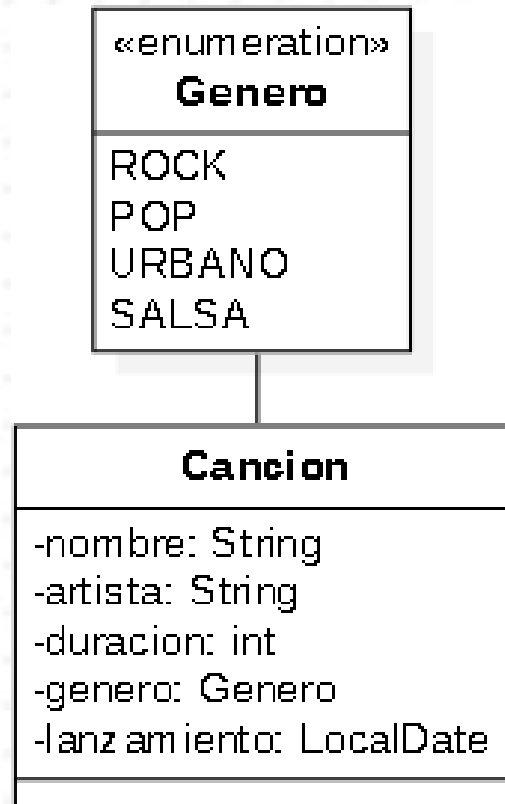 «enumeration»
Genero
ROCK
POP
URBANO
SALSA
Cancion
-nombre: String
-artista: String
-duracion: int
-genero: Genero
-lanzamiento: LocalDate